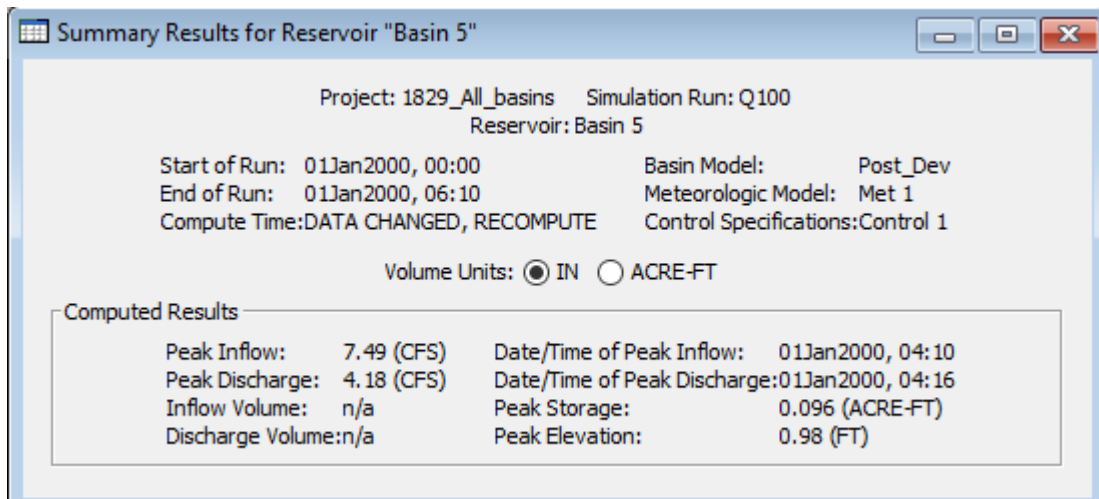 Summary Results for Reservoir "Basin 5"
Project: 1829_All_basins Simulation Run: Q100
Reservoir: Basin 5
Start of Run: 01Jan2000, 00:00 Basin Model: Post_Dev
End of Run: 01Jan2000, 06:10 Meteorologic Model: Met 1
Compute Time:DATA CHANGED, RECOMPUTE Control Specifications:Control 1
Volume Units: IN ACRE-FT
Computed Results
Peak Inflow: 7.49 (CFS) Date/Time of Peak Inflow: 01Jan2000, 04:10
Peak Discharge: 4.18 (CFS) Date/Time of Peak Discharge:01Jan2000, 04:16
Inflow Volume: n/a Peak Storage: 0.096 (ACRE-FT)
Discharge Volume:n/a Peak Elevation: 0.98 (FT)